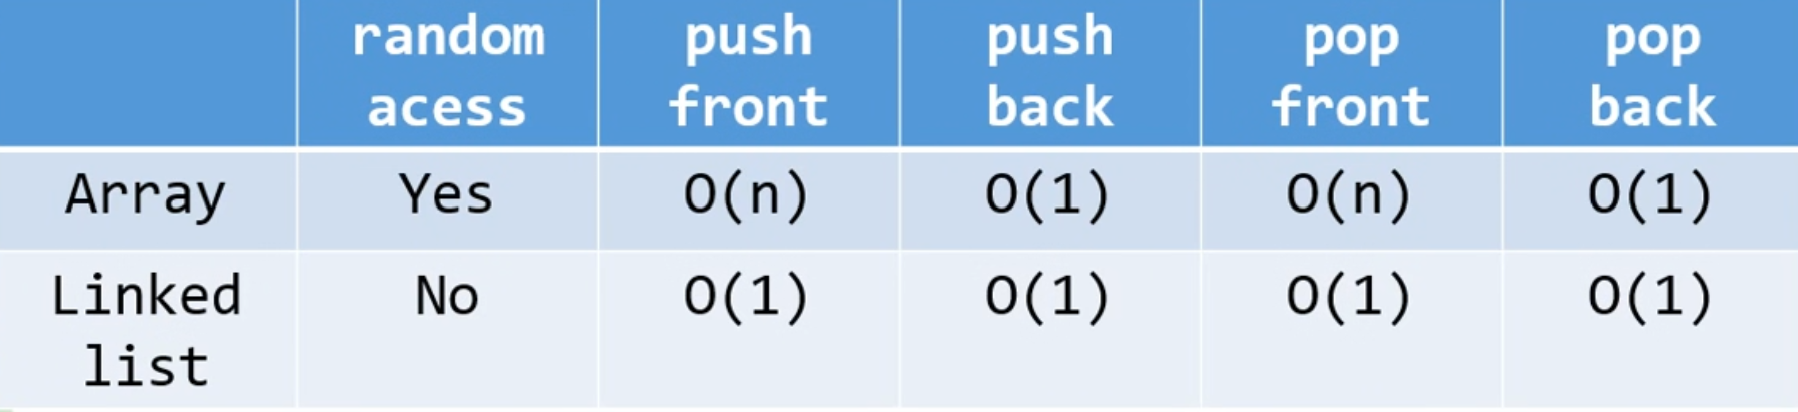 random acess push front push back pop front pop back
Array Yes O(n) O(1) O(n) O(1)
Linked list No O(1) O(1) O(1) O(1)